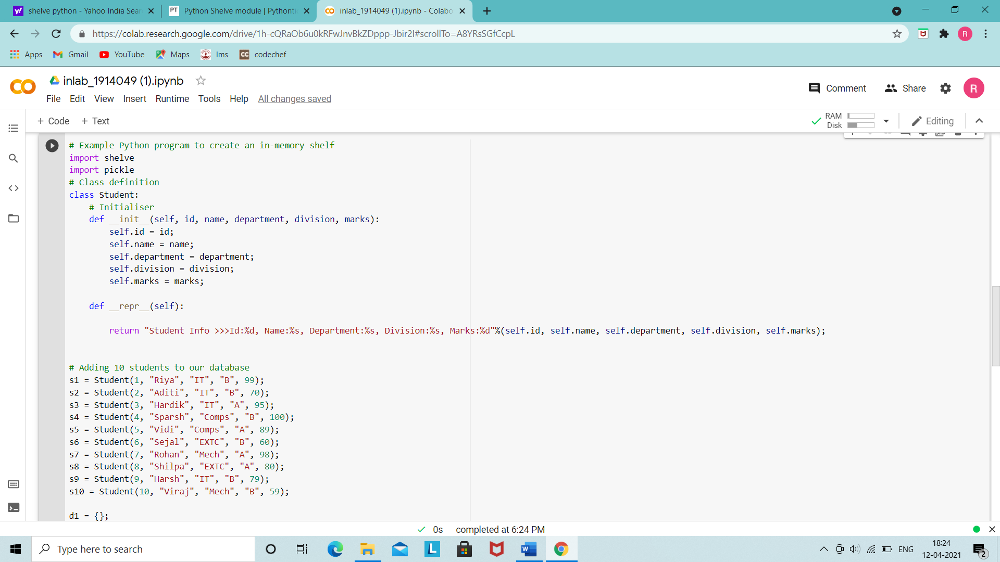 shelve python - Yahoo India Sear
PT Python Shelve module | Pythonti
inlab_1914049 (1).ipynb - Colabo
https://colab.research.google.com/drive/1h-cQRaOb6u0kRFwJnvBkZDppp-Jbir2I#scrollTo=A8YRsSGfCcpL
R
Apps Gmail YouTube Maps lms CC codechef
inlab_1914049 (1).ipynb
File Edit View Insert Runtime Tools Help All changes saved
Comment Share R
+ Code + Text
RAM
Disk
Editing
# Example Python program to create an in-memory shelf
import shelve
import pickle
# Class definition
class Student:
    # Initialiser
    def __init__(self, id, name, department, division, marks):
        self.id = id;
        self.name = name;
        self.department = department;
        self.division = division;
        self.marks = marks;
    def __repr__(self):
        return "Student Info >>>Id:%d, Name:%s, Department:%s, Division:%s, Marks:%d"%(self.id, self.name, self.department, self.division, self.marks);
# Adding 10 students to our database
s1 = Student(1, "Riya", "IT", "B", 99);
s2 = Student(2, "Aditi", "IT", "B", 70);
s3 = Student(3, "Hardik", "IT", "A", 95);
s4 = Student(4, "Sparsh", "Comps", "B", 100);
s5 = Student(5, "Vidi", "Comps", "A", 89);
s6 = Student(6, "Sejal", "EXTC", "B", 60);
s7 = Student(7, "Rohan", "Mech", "A", 98);
s8 = Student(8, "Shilpa", "EXTC", "A", 80);
s9 = Student(9, "Harsh", "IT", "B", 79);
s10 = Student(10, "Viraj", "Mech", "B", 59);
d1 = {};
0s completed at 6:24 PM
Type here to search
L
W
ENG
18:24
12-04-2021
2